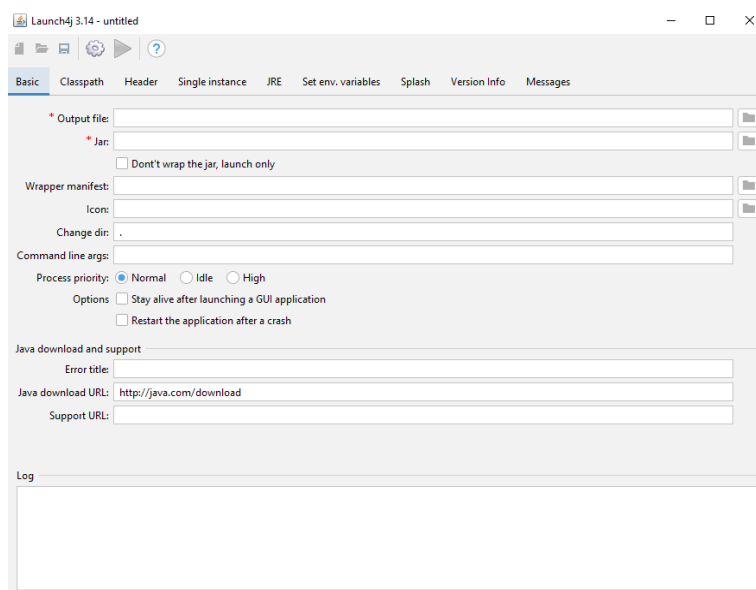 Launch4j 3.14 - untitled
?
Basic Classpath Header Single instance JRE Set env. variables Splash Version Info Messages
* Output file:
* Jar:
Dont't wrap the jar, launch only
Wrapper manifest:
Icon:
Change dir: .
Command line args:
Process priority: Normal Idle High
Options Stay alive after launching a GUI application
Restart the application after a crash
Java download and support
Error title:
Java download URL: http://java.com/download
Support URL:
Log